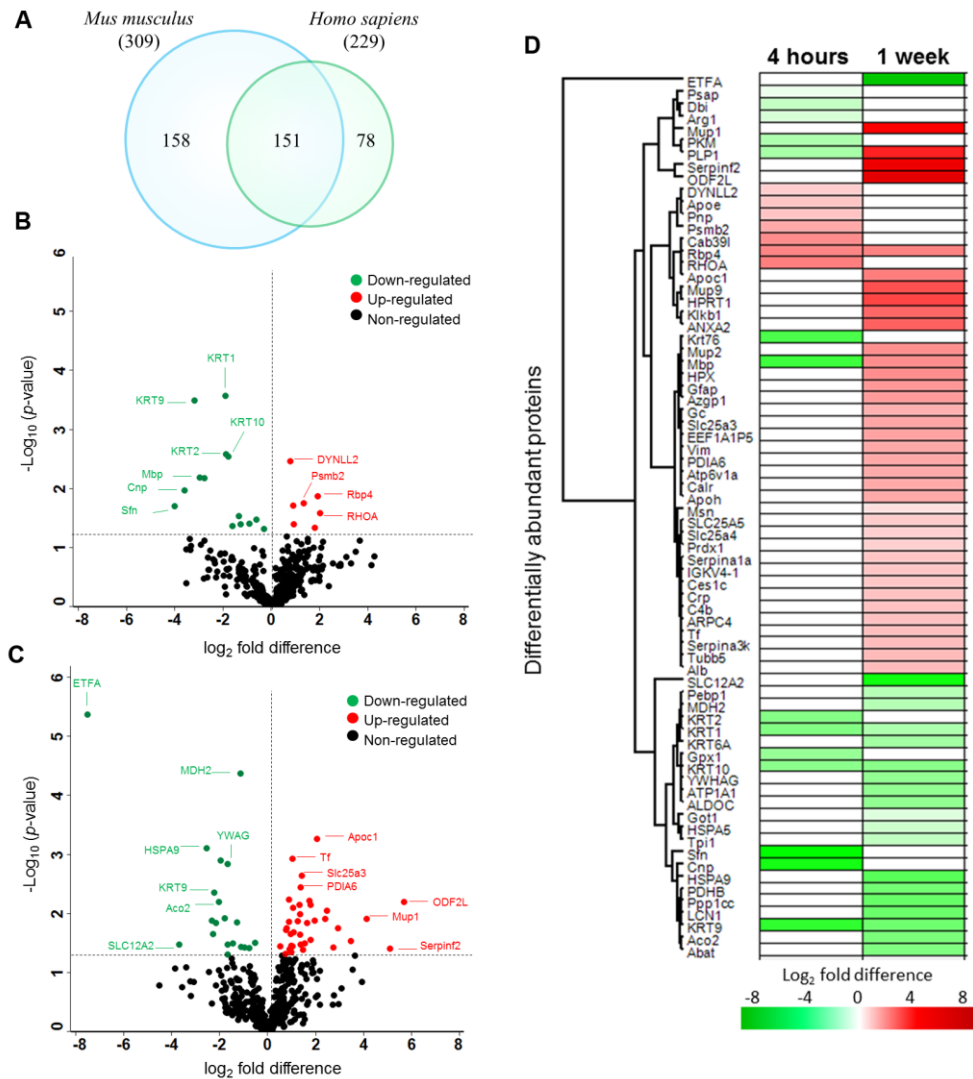 A
Mus musculus
(309)
Homo sapiens
(229)
158
151
78
B
6
5
4
3
2
1
0
-Log10 (p-value)
Down-regulated
Up-regulated
Non-regulated
KRT1
KRT9
KRT10
KRT2
Mbp
Cnp
Sfn
DYNLL2
Psmb2
Rbp4
RHOA
-8
-6
-4
-2
0
2
4
6
8
log2 fold difference
C
6
5
4
3
2
1
0
-Log10 (p-value)
Down-regulated
Up-regulated
Non-regulated
ETFA
MDH2
HSPA9
YWAG
KRT9
Aco2
SLC12A2
Apoc1
Tf
Slc25a3
PDIA6
ODF2L
Mup1
Serpinf2
-8
-6
-4
-2
0
2
4
6
8
log2 fold difference
D
4 hours
1 week
Differentially abundant proteins
ETFA
Psap
Dbi
Arg1
Mup1
PKM
PLP1
Serpinf2
ODF2L
DYNLL2
Apoe
Pnp
Psmb2
Cab39l
Rbp4
RHOA
Apoc1
Mup9
HPRT1
Klkb1
ANXA2
Krt76
Mup2
Mbp
HPX
Gfap
Azgp1
Gc
Slc25a3
EEF1A1P5
Vim
PDIA6
Atp6v1a
Calr
Apoh
Msn
SLC25A5
Slc25a4
Prdx1
Serpina1a
IGKV4-1
Ces1c
Crp
C4b
ARPC4
Tf
Serpina3k
Tubb5
Alb
SLC12A2
Pebp1
MDH2
KRT2
KRT1
KRT6A
Gpx1
KRT10
YWHAG
ATP1A1
ALDOC
Got1
HSPA5
Tpi1
Sfn
Cnp
HSPA9
PDHB
Ppp1cc
LCN1
KRT9
Aco2
Abat
Log2 fold difference
-8
-4
0
4
8